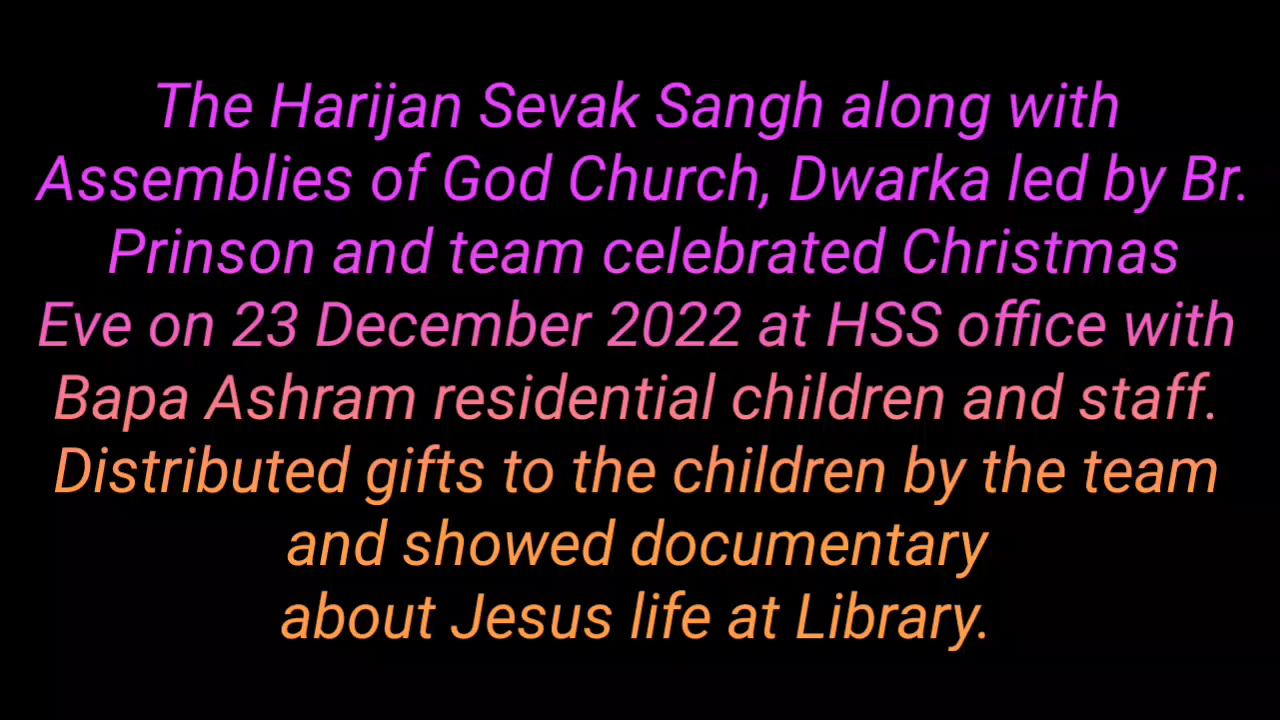 The Harijan Sevak Sangh along with
Assemblies of God Church, Dwarka led by Br.
Prinson and team celebrated Christmas
Eve on 23 December 2022 at HSS office with
Bapa Ashram residential children and staff.
Distributed gifts to the children by the team
and showed documentary
about Jesus life at Library.